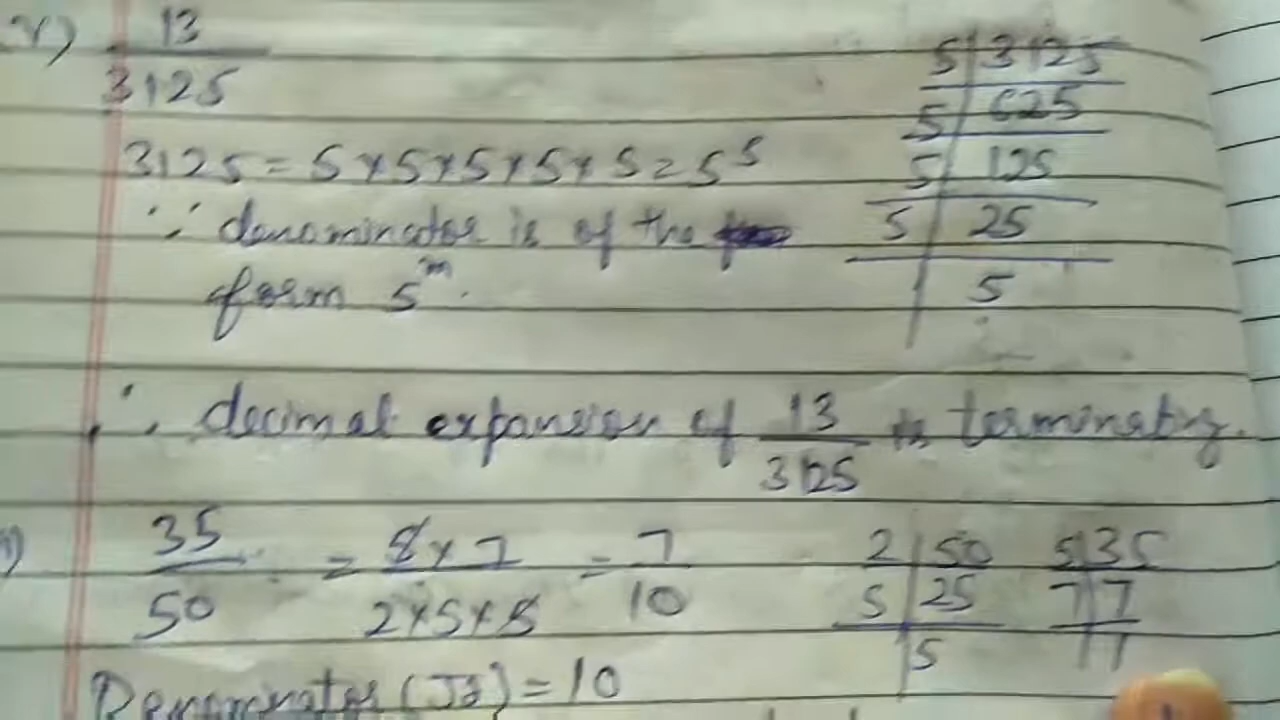 v) 13/3125
5 | 3125
5 | 625
5 | 125
5 | 25
5
3125 = 5×5×5×5×5 = 5^5
∵ denominator is of the
form 5^m.
∴ decimal expansion of 13/3125 is terminating.
35/50 = 5×7/2×5×5 = 7/10
2 | 50
5 | 25
5
5 | 35
7 | 7
1
Denominator = 10